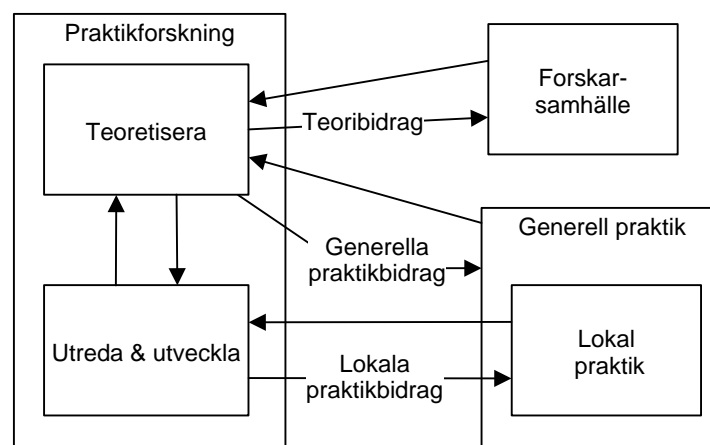 Praktikforskning
Teoretisera
Forskar-
samhälle
Teoribidrag
Generell praktik
Generella
praktikbidrag
Utreda & utveckla
Lokala
praktikbidrag
Lokal
praktik